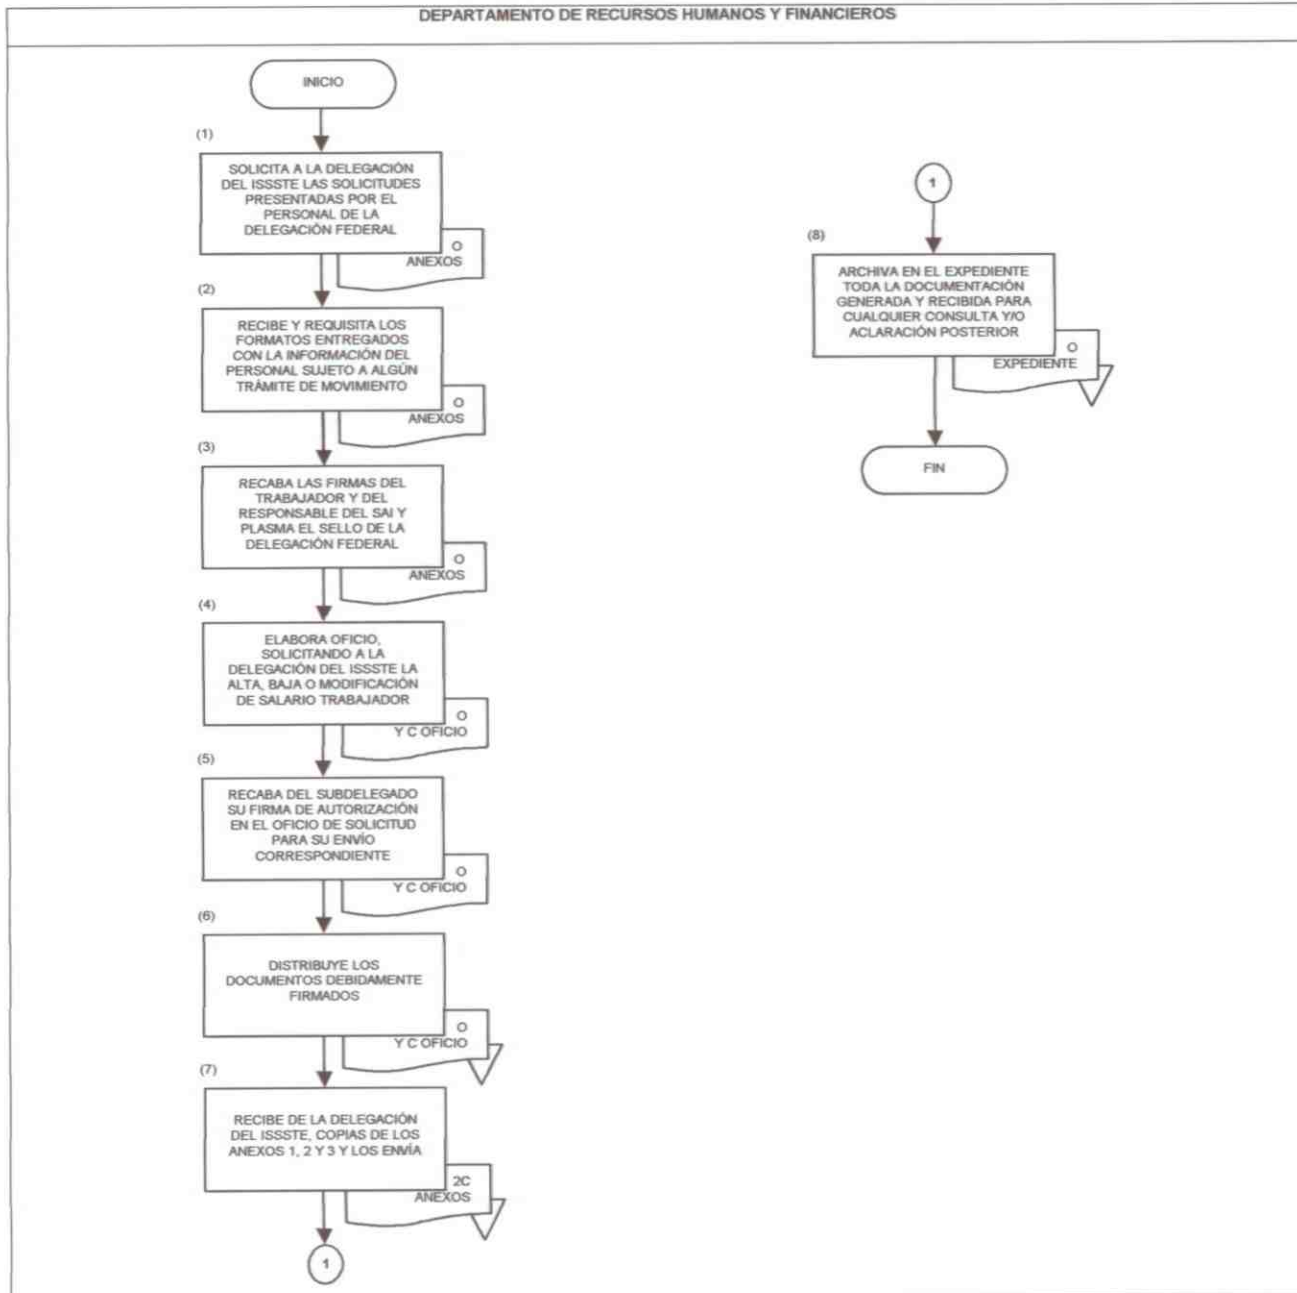 DEPARTAMENTO DE RECURSOS HUMANOS Y FINANCIEROS
INICIO
(1)
SOLICITA A LA DELEGACIÓN
DEL ISSSTE LAS SOLICITUDES
PRESENTADAS POR EL
PERSONAL DE LA
DELEGACIÓN FEDERAL
O
ANEXOS
(2)
RECIBE Y REQUISITA LOS
FORMATOS ENTREGADOS
CON LA INFORMACIÓN DEL
PERSONAL SUJETO A ALGÚN
TRÁMITE DE MOVIMIENTO
O
ANEXOS
(3)
RECABA LAS FIRMAS DEL
TRABAJADOR Y DEL
RESPONSABLE DEL SAI Y
PLASMA EL SELLO DE LA
DELEGACIÓN FEDERAL
O
ANEXOS
(4)
ELABORA OFICIO,
SOLICITANDO A LA
DELEGACIÓN DEL ISSSTE LA
ALTA, BAJA O MODIFICACIÓN
DE SALARIO TRABAJADOR
O
Y C OFICIO
(5)
RECABA DEL SUBDELEGADO
SU FIRMA DE AUTORIZACIÓN
EN EL OFICIO DE SOLICITUD
PARA SU ENVÍO
CORRESPONDIENTE
O
Y C OFICIO
(6)
DISTRIBUYE LOS
DOCUMENTOS DEBIDAMENTE
FIRMADOS
O
Y C OFICIO
(7)
RECIBE DE LA DELEGACIÓN
DEL ISSSTE, COPIAS DE LOS
ANEXOS 1, 2 Y 3 Y LOS ENVÍA
2C
ANEXOS
1
1
(8)
ARCHIVA EN EL EXPEDIENTE
TODA LA DOCUMENTACIÓN
GENERADA Y RECIBIDA PARA
CUALQUIER CONSULTA Y/O
ACLARACIÓN POSTERIOR
O
EXPEDIENTE
FIN